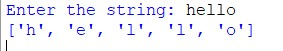 Enter the string: hello
['h', 'e', 'l', 'l', 'o']